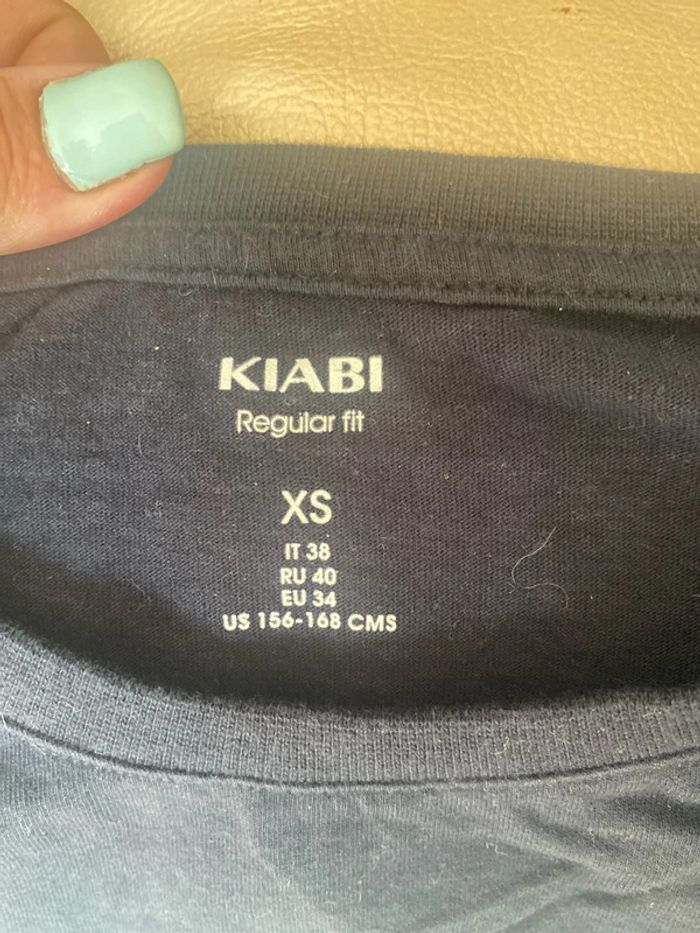 KIABI
Regular fit
XS
IT 38
RU 40
EU 34
US 156-168 CMS